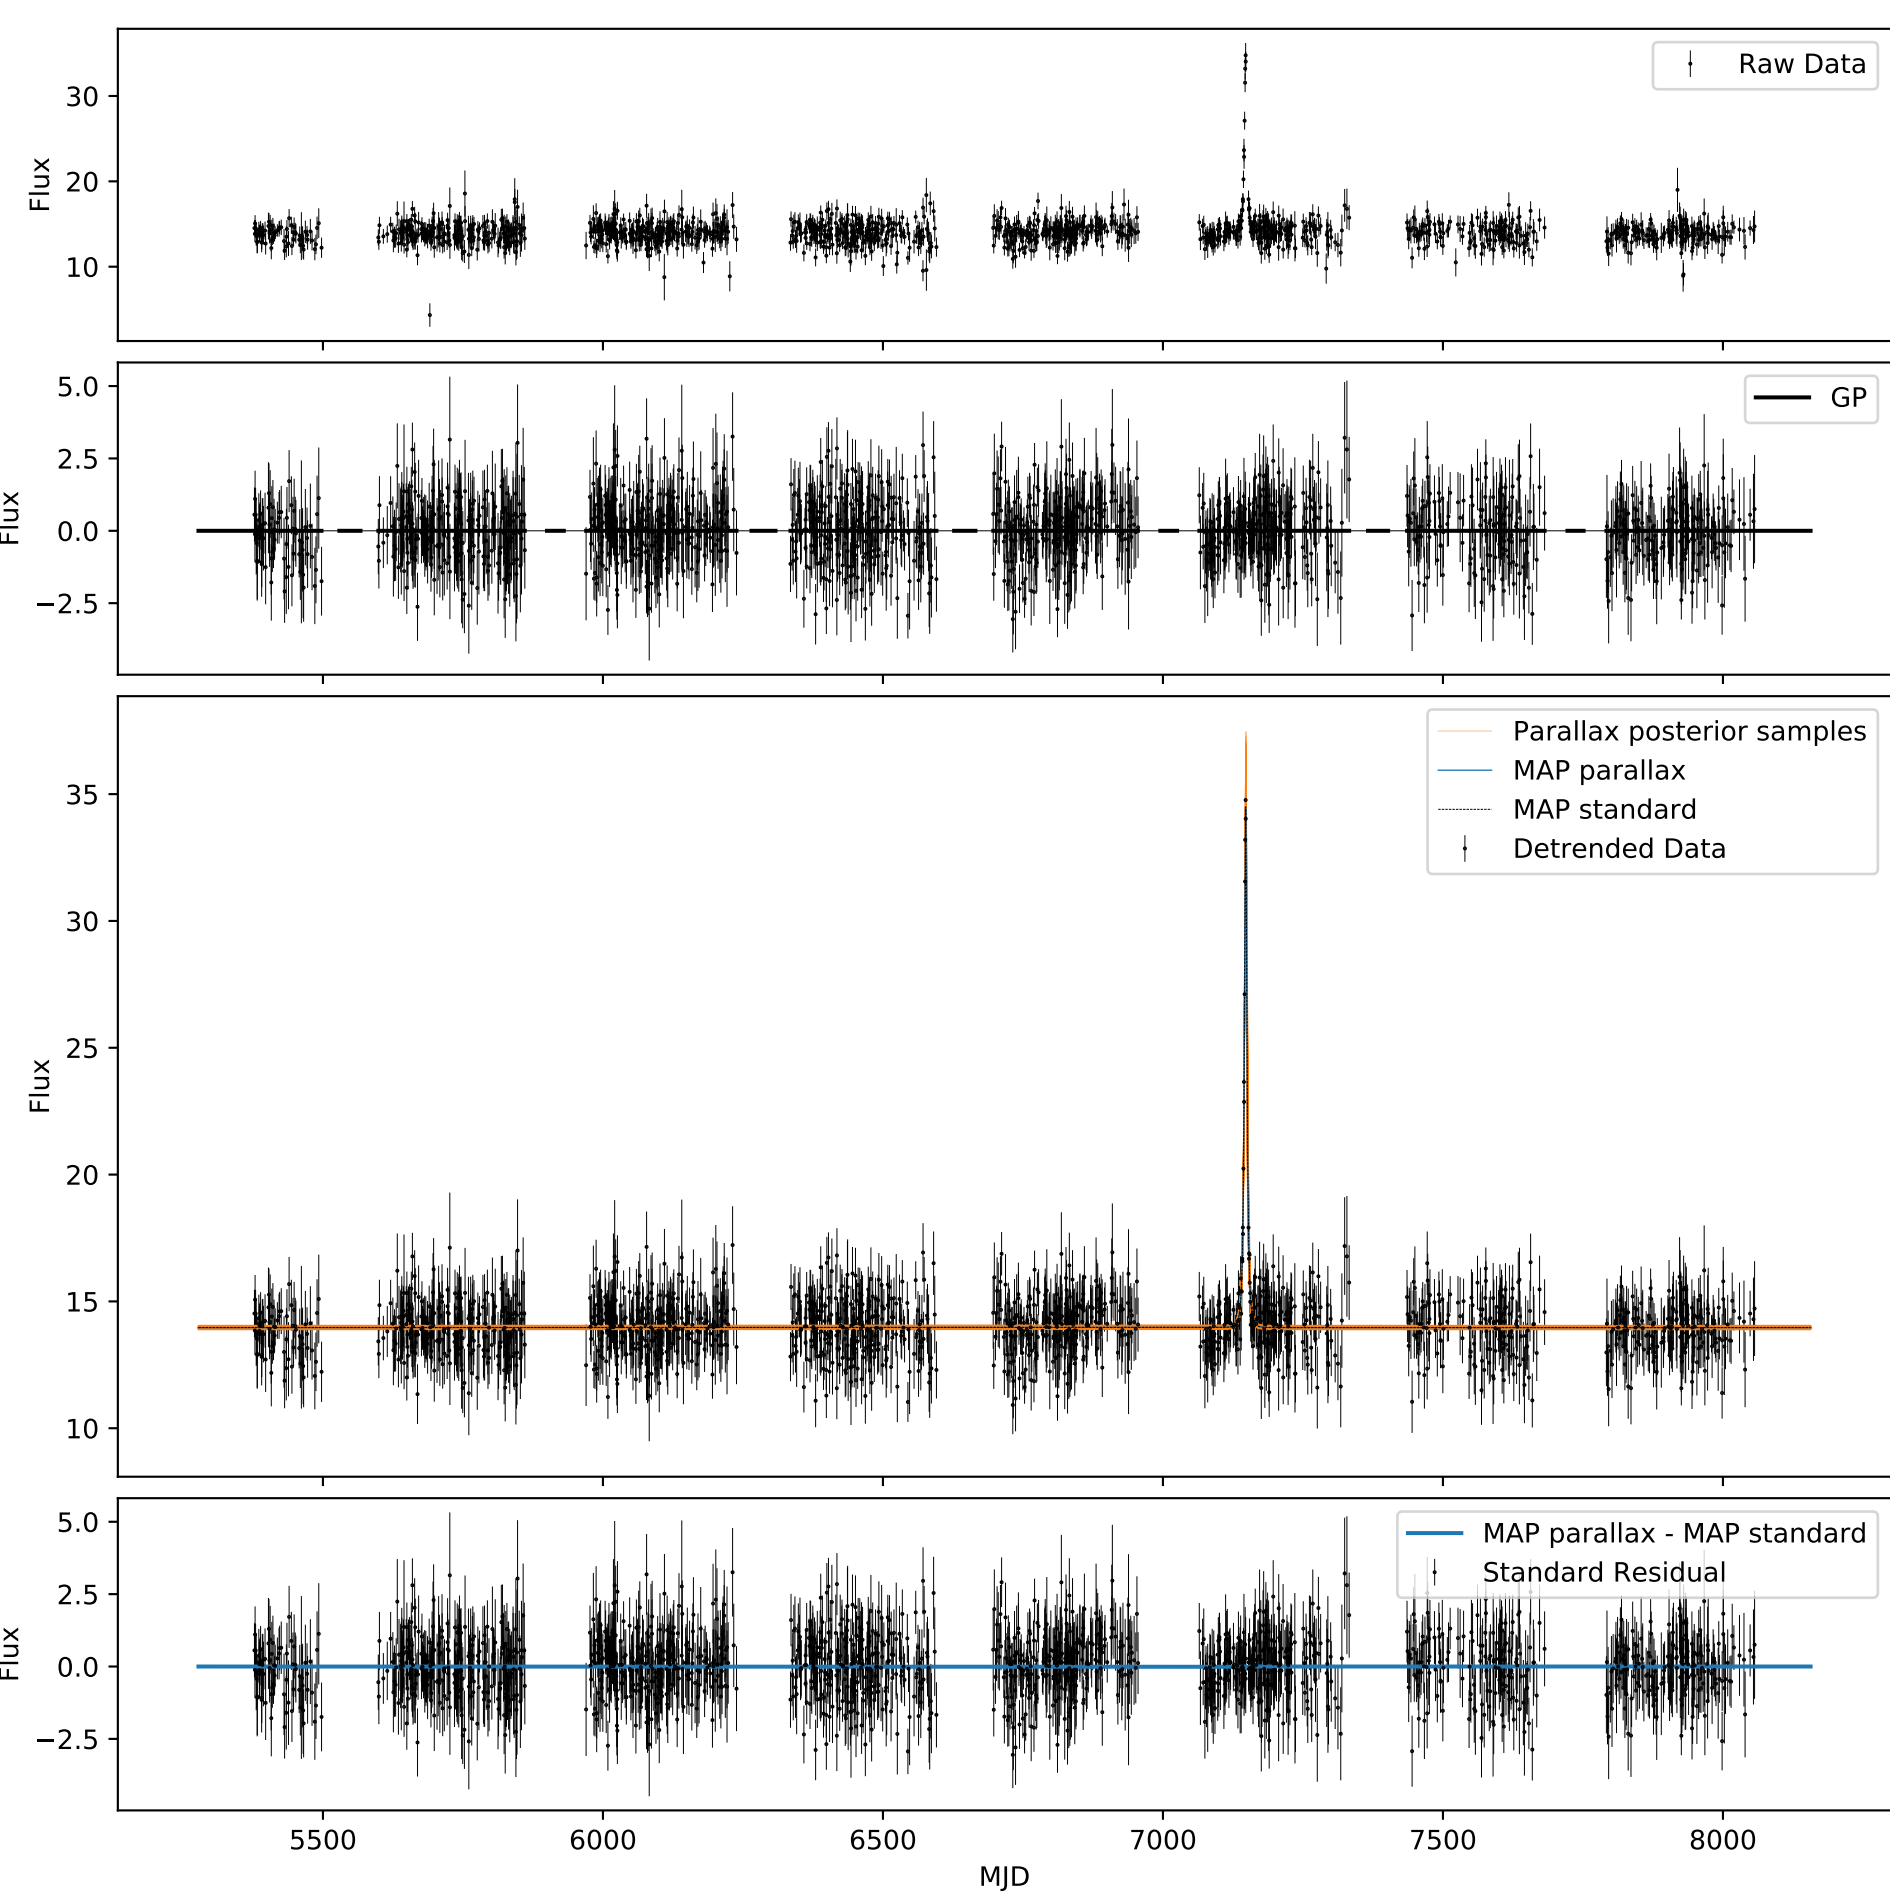 Flux
30
20
10
Raw Data
Flux
5.0
2.5
0.0
−2.5
GP
Flux
35
30
25
20
15
10
Parallax posterior samples
MAP parallax
MAP standard
Detrended Data
Flux
5.0
2.5
0.0
−2.5
MAP parallax - MAP standard
Standard Residual
5500 6000 6500 7000 7500 8000
MJD